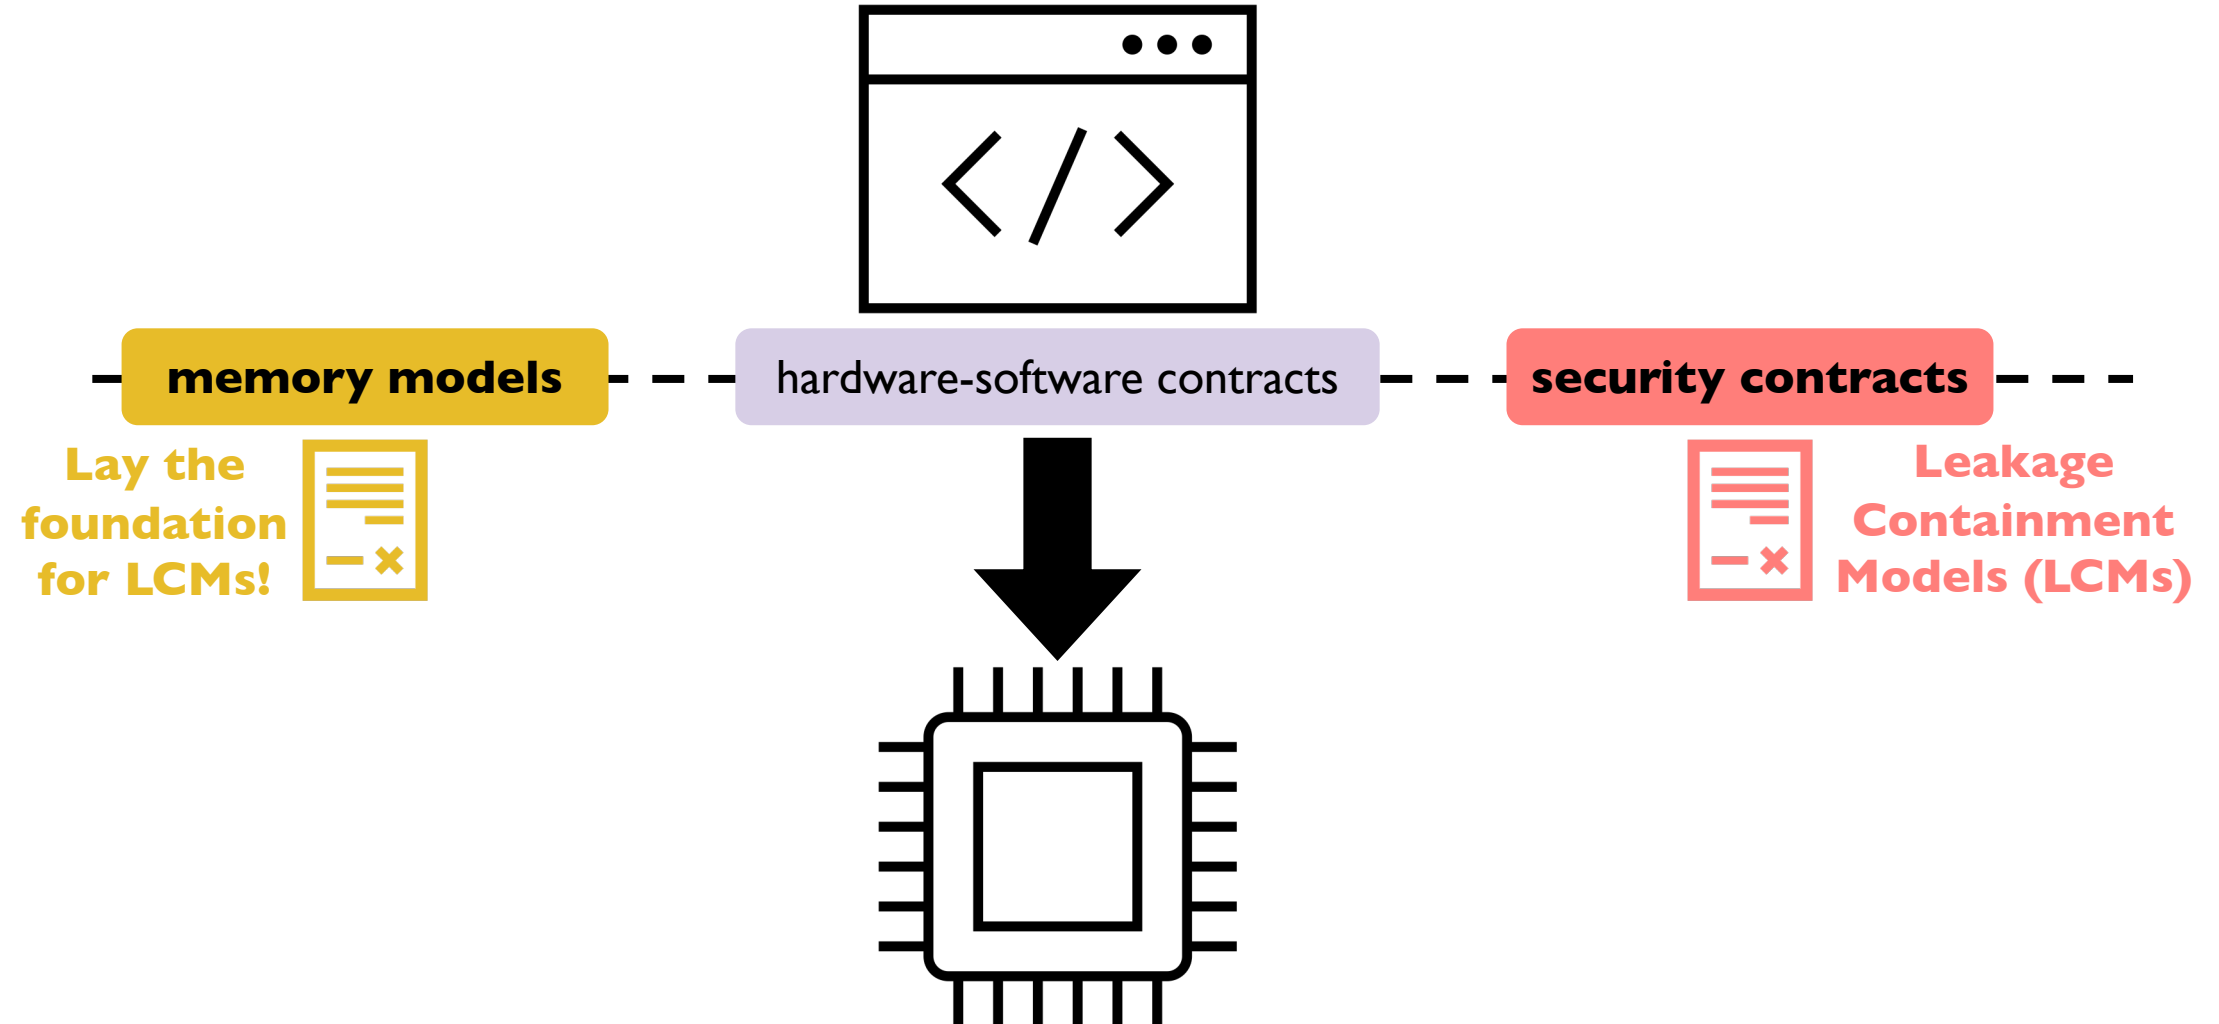 </>
memory models
hardware-software contracts
security contracts
Lay the
foundation
for LCMs!
Leakage
Containment
Models (LCMs)